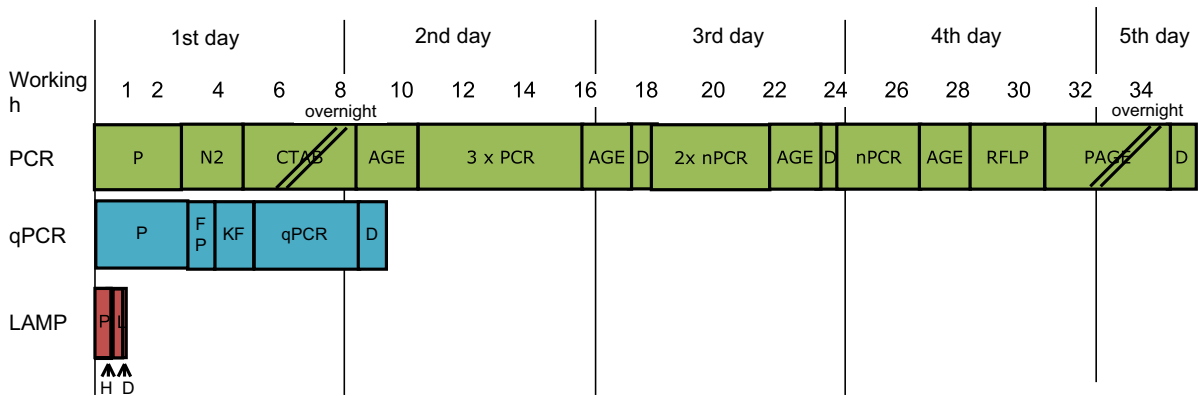 1st day 2nd day 3rd day 4th day 5th day
Working h 1 2 4 6 8 10 12 14 16 18 20 22 24 26 28 30 32 34
overnight overnight
PCR P N2 CTAB AGE 3 x PCR AGE D 2x nPCR AGE D nPCR AGE RFLP PAGE D
qPCR P FP KF qPCR D
LAMP P L
H D